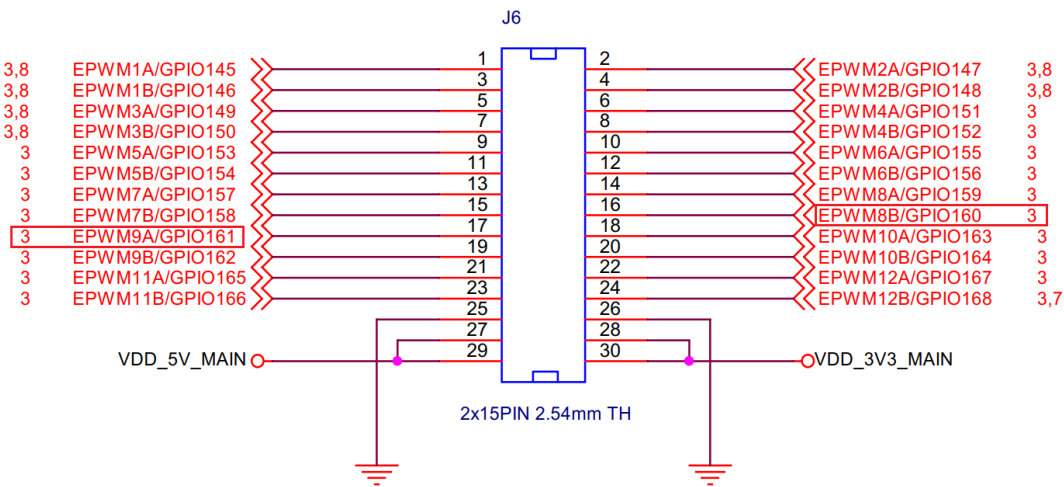 J6
3,8 EPWM1A/GPIO145 1 2 EPWM2A/GPIO147 3,8
3,8 EPWM1B/GPIO146 3 4 EPWM2B/GPIO148 3,8
3,8 EPWM3A/GPIO149 5 6 EPWM4A/GPIO151 3
3,8 EPWM3B/GPIO150 7 8 EPWM4B/GPIO152 3
3 EPWM5A/GPIO153 9 10 EPWM6A/GPIO155 3
3 EPWM5B/GPIO154 11 12 EPWM6B/GPIO156 3
3 EPWM7A/GPIO157 13 14 EPWM8A/GPIO159 3
3 EPWM7B/GPIO158 15 16 EPWM8B/GPIO160 3
3 EPWM9A/GPIO161 17 18 EPWM10A/GPIO163 3
3 EPWM9B/GPIO162 19 20 EPWM10B/GPIO164 3
3 EPWM11A/GPIO165 21 22 EPWM12A/GPIO167 3
3 EPWM11B/GPIO166 23 24 EPWM12B/GPIO168 3,7
25 26
27 28
VDD_5V_MAIN 29 30 VDD_3V3_MAIN
2x15PIN 2.54mm TH